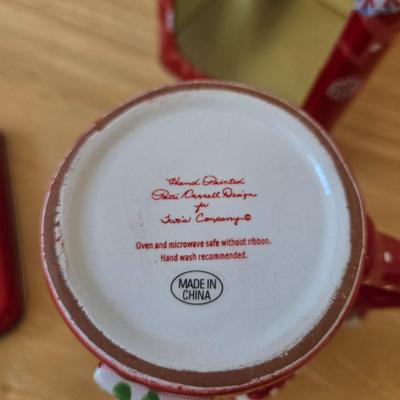 Hand Painted
Patti Cassell Design
for
Two's Company©
Oven and microwave safe without ribbon.
Hand wash recommended.
MADE IN
CHINA